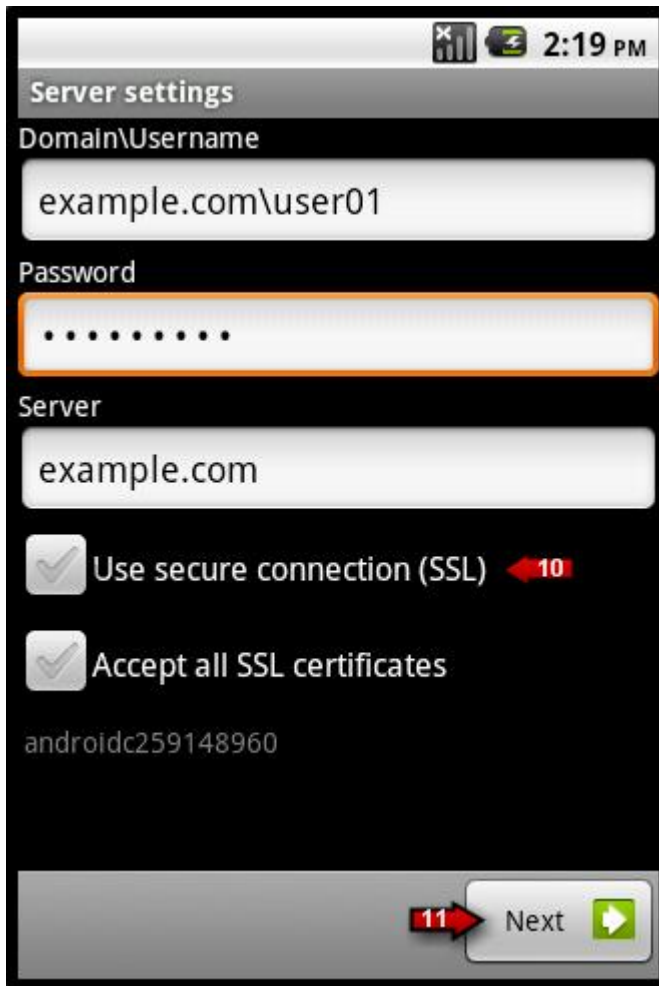 2:19 PM
Server settings
Domain\Username
example.com\user01
Password
•••••••••
Server
example.com
Use secure connection (SSL) 10
Accept all SSL certificates
androidc259148960
11 Next